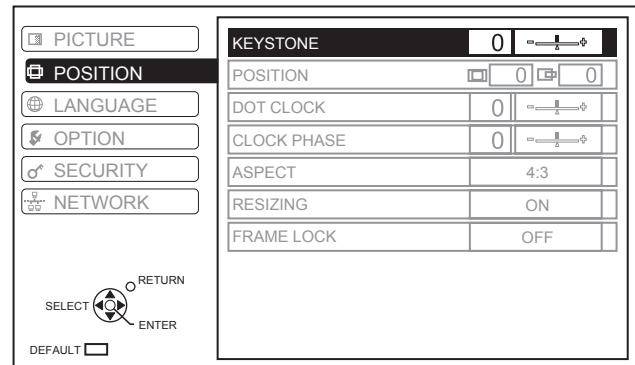 PICTURE
POSITION
LANGUAGE
OPTION
SECURITY
NETWORK
RETURN
SELECT
ENTER
DEFAULT
KEYSTONE 0 - +
POSITION 0 0
DOT CLOCK 0 - +
CLOCK PHASE 0 - +
ASPECT 4:3
RESIZING ON
FRAME LOCK OFF